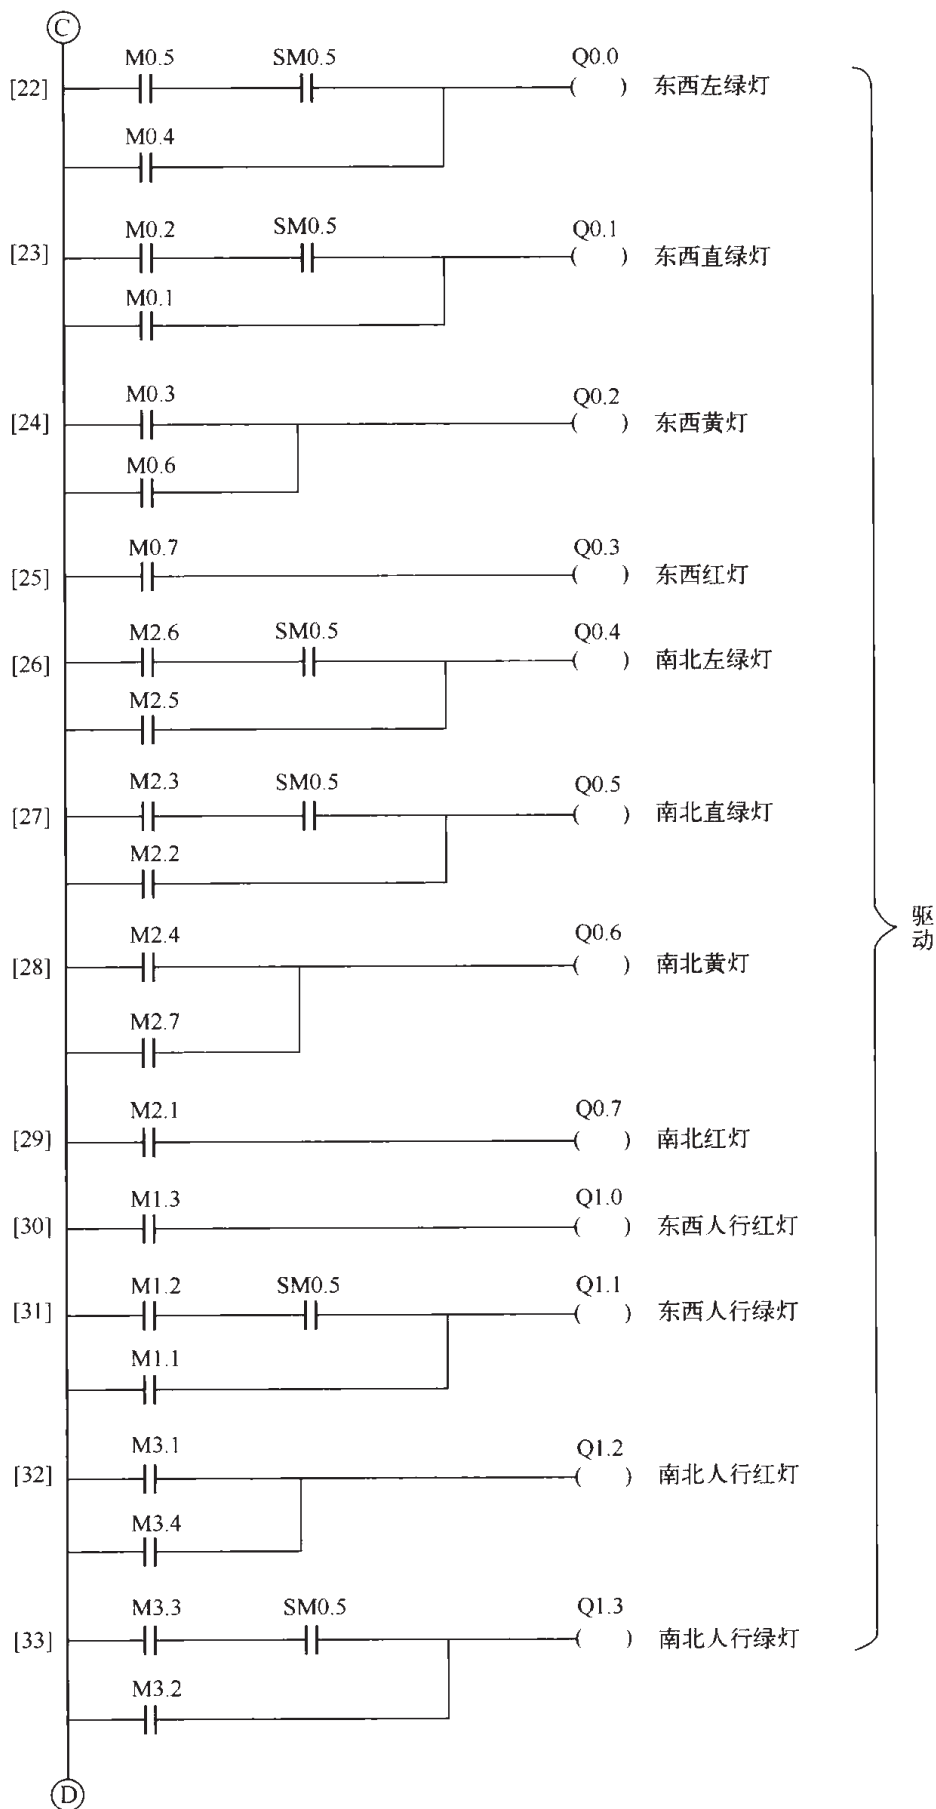 C
M0.5 SM0.5 Q0.0
[22] ( ) 东西左绿灯
M0.4
M0.2 SM0.5 Q0.1
[23] ( ) 东西直绿灯
M0.1
M0.3 Q0.2
[24] ( ) 东西黄灯
M0.6
M0.7 Q0.3
[25] ( ) 东西红灯
M2.6 SM0.5 Q0.4
[26] ( ) 南北左绿灯
M2.5
M2.3 SM0.5 Q0.5
[27] ( ) 南北直绿灯
M2.2
驱动
M2.4 Q0.6
[28] ( ) 南北黄灯
M2.7
M2.1 Q0.7
[29] ( ) 南北红灯
M1.3 Q1.0
[30] ( ) 东西人行红灯
M1.2 SM0.5 Q1.1
[31] ( ) 东西人行绿灯
M1.1
M3.1 Q1.2
[32] ( ) 南北人行红灯
M3.4
M3.3 SM0.5 Q1.3
[33] ( ) 南北人行绿灯
M3.2
D